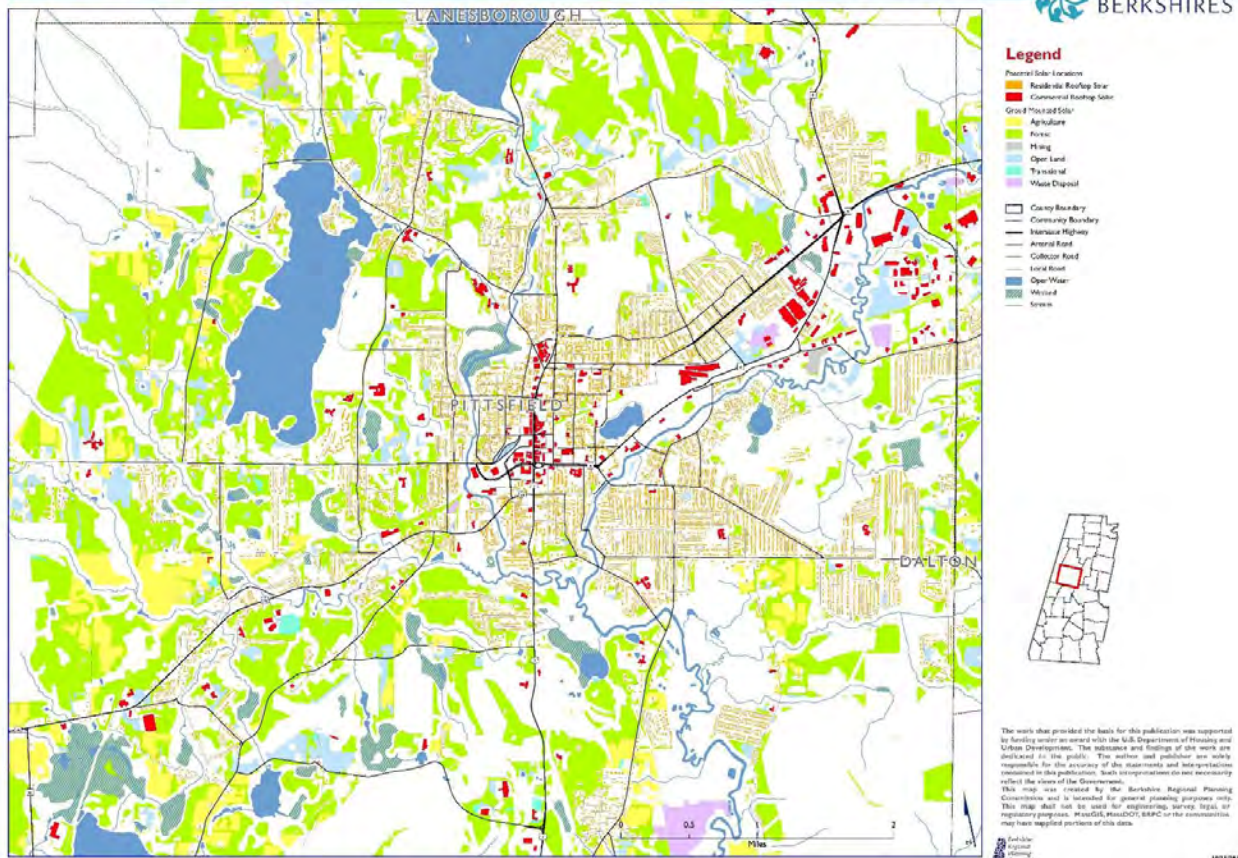 BERKSHIRES
LANESBOROUGH
PITTSFIELD
DALTON
0 0.5 1 2
Miles
Legend
Potential Solar Locations
Residential Rooftop Solar
Commercial Rooftop Solar
Ground Mounted Solar
Agriculture
Forest
Mining
Open Land
Transitional
Waste Disposal
County Boundary
Community Boundary
Interstate Highway
Arterial Road
Collector Road
Local Road
Open Water
Wetland
Stream
The work that provided the basis for this publication was supported
by funding under an award with the U.S. Department of Housing and
Urban Development. The substance and findings of the work are
dedicated to the public. The author and publisher are solely
responsible for the accuracy of the statements and interpretations
contained in this publication. Such interpretations do not necessarily
reflect the views of the Government.
This map was created by the Berkshire Regional Planning
Commission and is intended for general planning purposes only.
This map shall not be used for engineering, survey, legal, or
regulatory purposes. MassGIS, MassDOT, BRPC or the communities
may have supplied portions of this data.
Berkshire
Regional
Planning